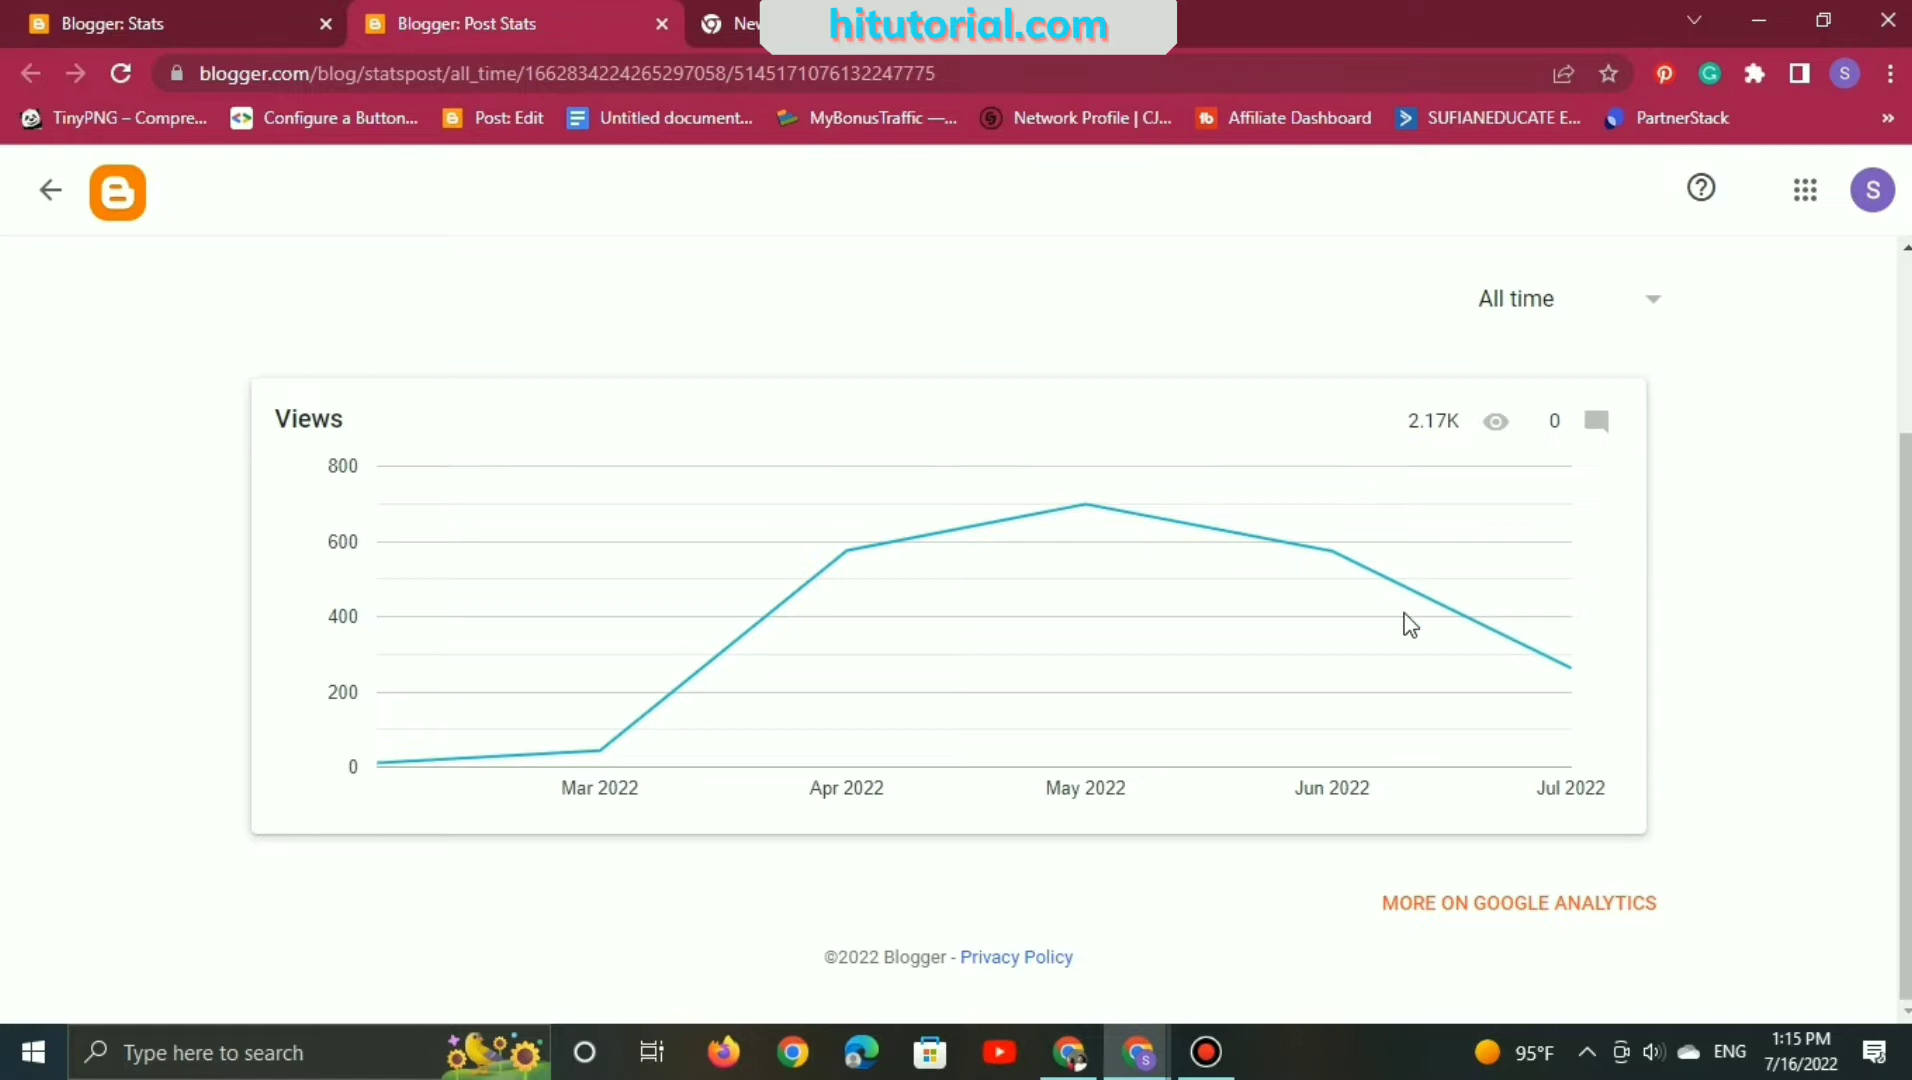 Blogger: Stats
Blogger: Post Stats
hitutorial.com
blogger.com/blog/statspost/all_time/1662834224265297058/5145171076132247775
S
TinyPNG – Compre...
Configure a Button...
Post: Edit
Untitled document...
MyBonusTraffic —...
Network Profile | CJ...
Affiliate Dashboard
SUFIANEDUCATE E...
PartnerStack
S
All time
Views
2.17K
0
800
600
400
200
0
Mar 2022
Apr 2022
May 2022
Jun 2022
Jul 2022
MORE ON GOOGLE ANALYTICS
©2022 Blogger - Privacy Policy
Type here to search
95°F
ENG
1:15 PM
7/16/2022